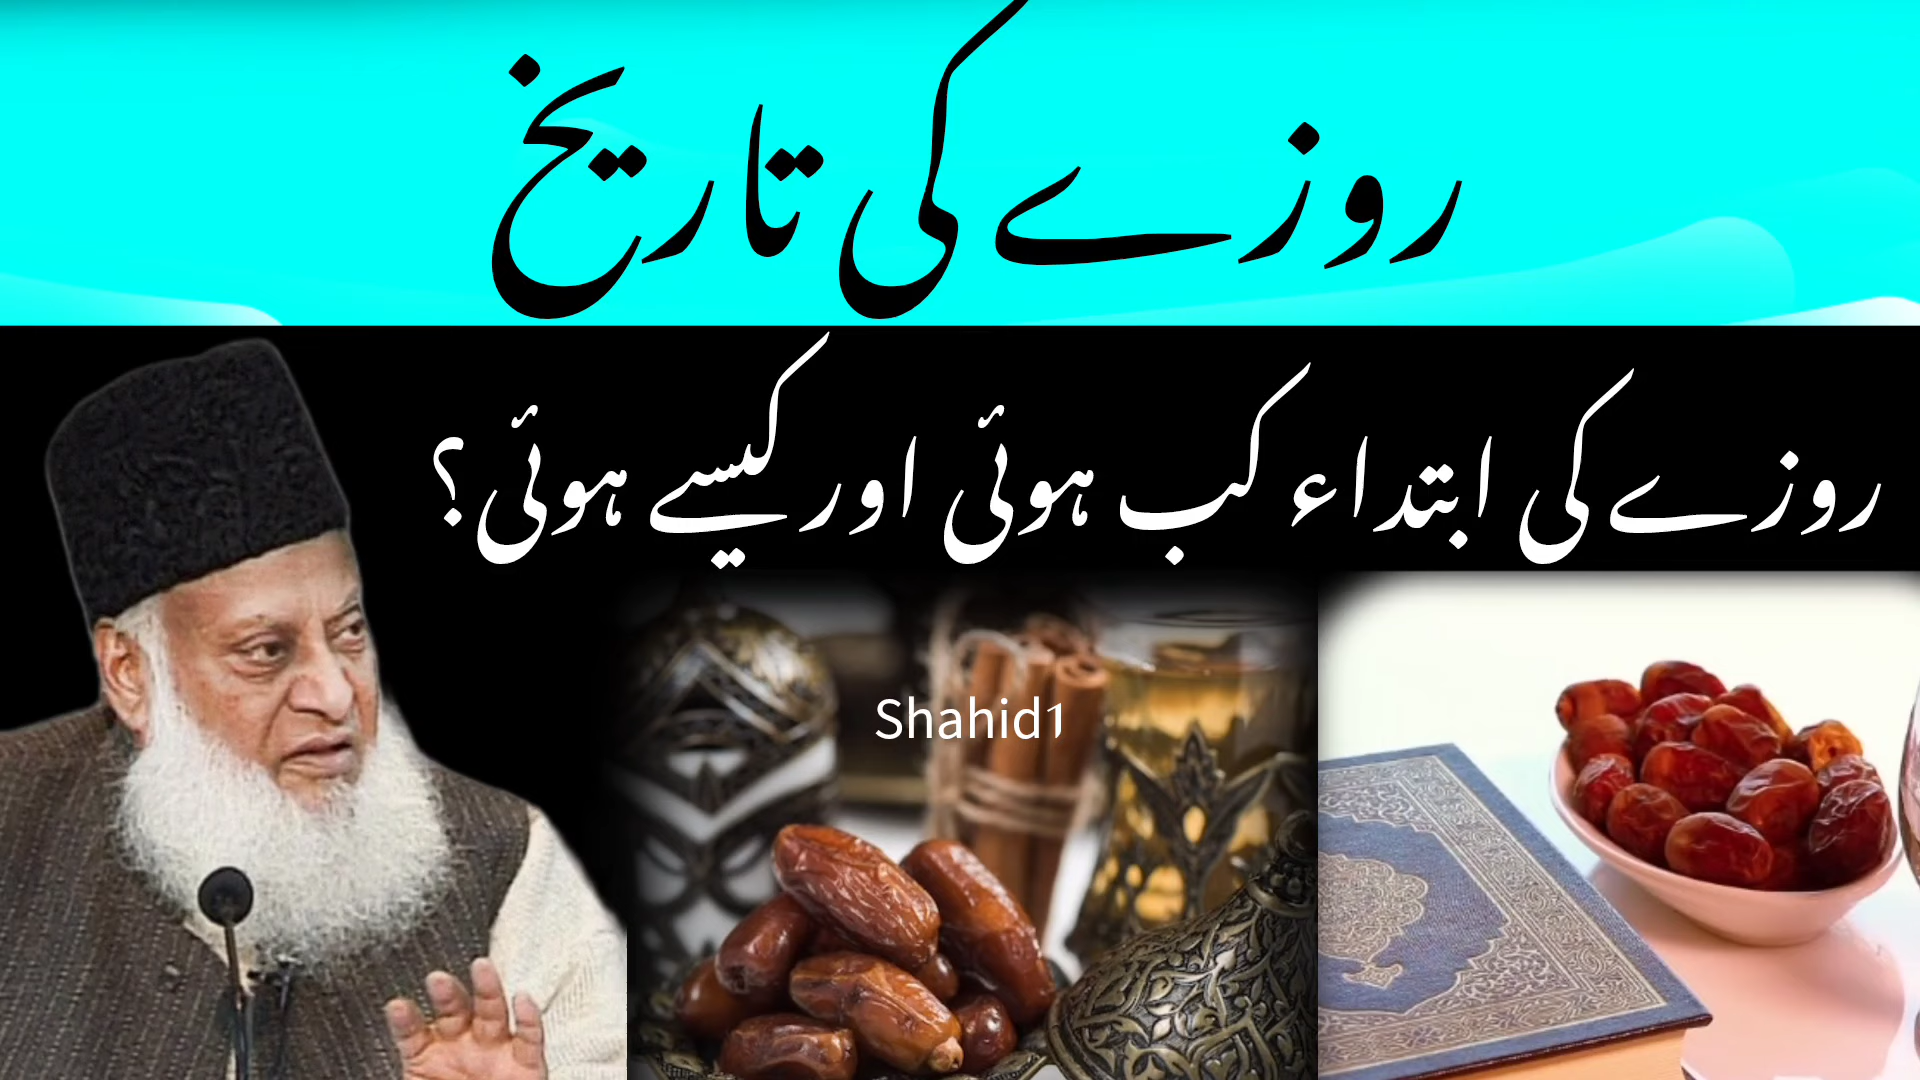 روزے کی تاریخ
روزے کی ابتداء کب ہوئی اور کیسے ہوئی؟
Shahid1